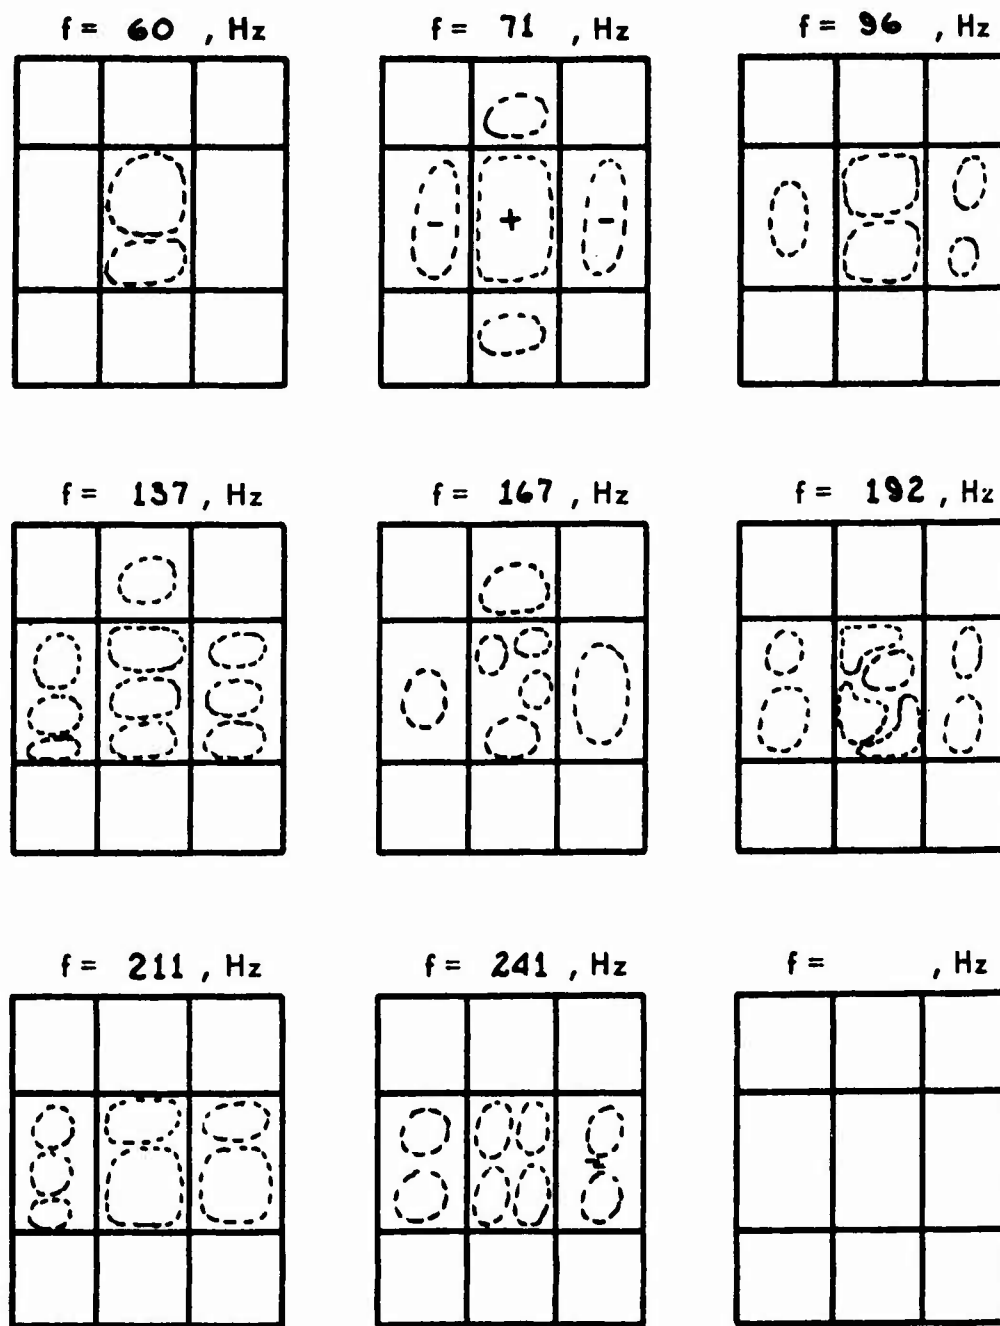 f = 60 , Hz f = 71 , Hz f = 96 , Hz
- + -
f = 137 , Hz f = 167 , Hz f = 192 , Hz
f = 211 , Hz f = 241 , Hz f = , Hz